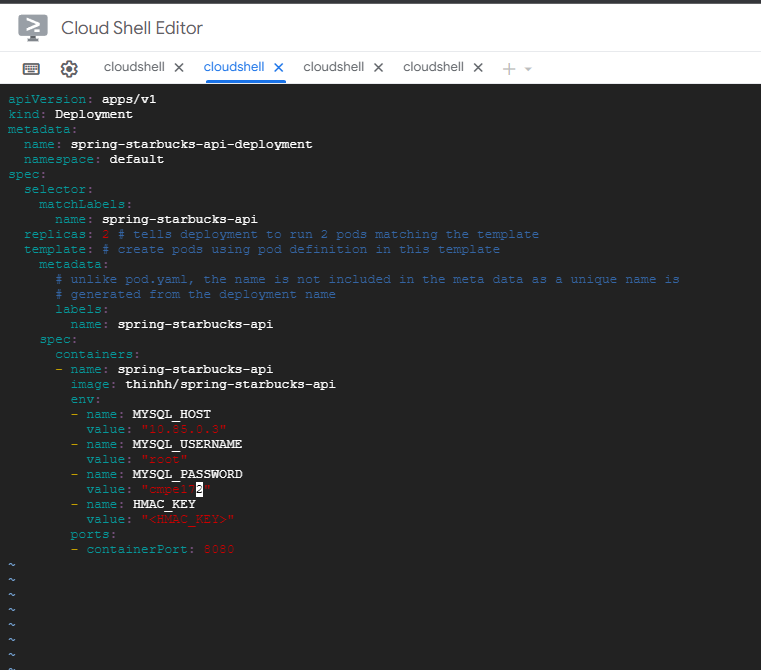 Cloud Shell Editor
cloudshell cloudshell cloudshell cloudshell
apiVersion: apps/v1
kind: Deployment
metadata:
  name: spring-starbucks-api-deployment
  namespace: default
spec:
  selector:
    matchLabels:
      name: spring-starbucks-api
  replicas: 2 # tells deployment to run 2 pods matching the template
  template: # create pods using pod definition in this template
    metadata:
      # unlike pod.yaml, the name is not included in the meta data as a unique name is
      # generated from the deployment name
      labels:
        name: spring-starbucks-api
    spec:
      containers:
      - name: spring-starbucks-api
        image: thinhh/spring-starbucks-api
        env:
        - name: MYSQL_HOST
          value: "10.85.0.3"
        - name: MYSQL_USERNAME
          value: "root"
        - name: MYSQL_PASSWORD
          value: "cmpe172"
        - name: HMAC_KEY
          value: "<HMAC_KEY>"
        ports:
        - containerPort: 8080
~
~
~
~
~
~
~